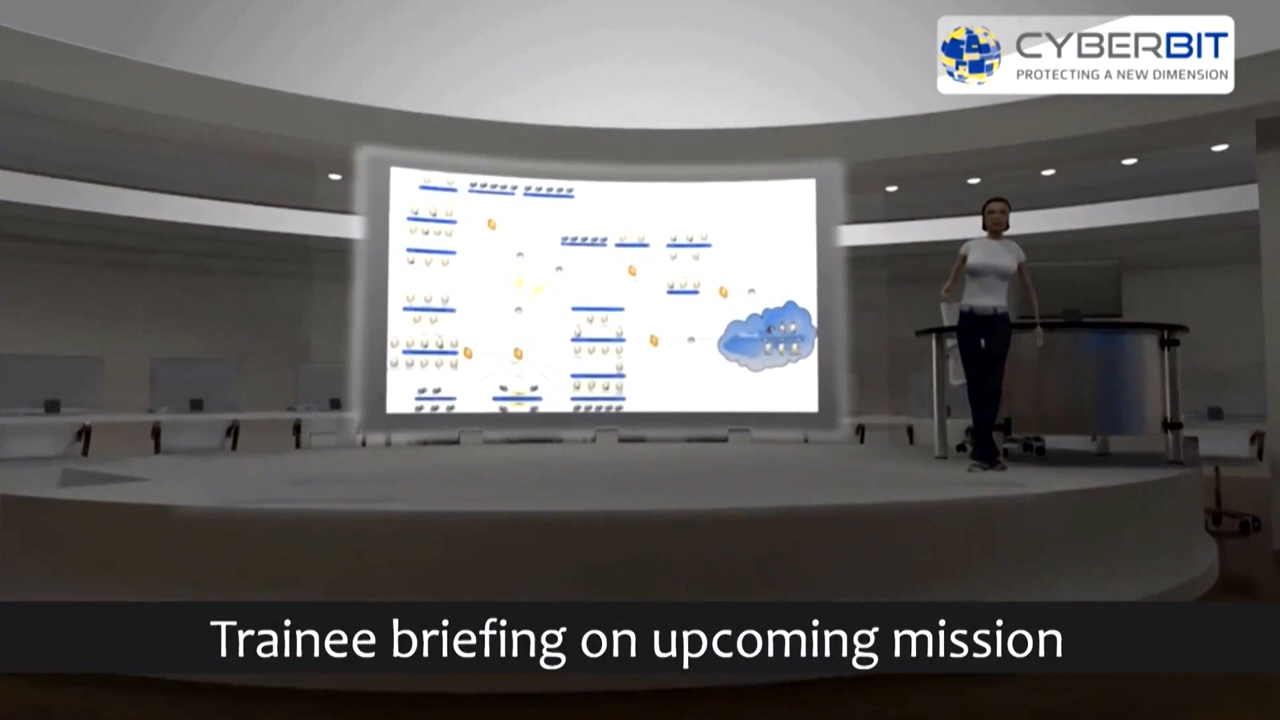 CYBERBIT
PROTECTING A NEW DIMENSION
Trainee briefing on upcoming mission